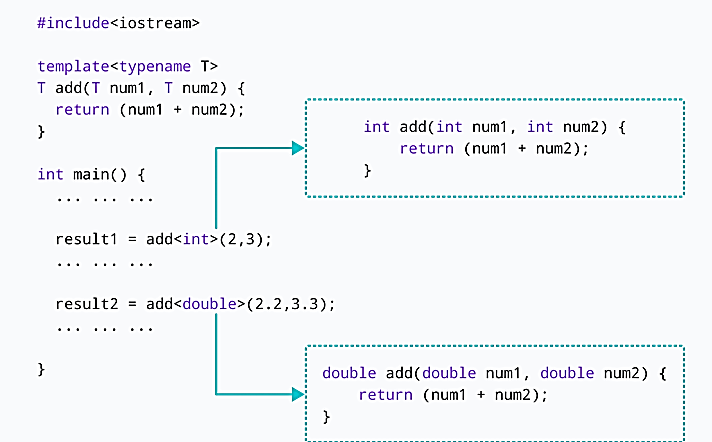 #include<iostream>
template<typename T>
T add(T num1, T num2) {
return (num1 + num2);
}
int main() {
... ... ...
result1 = add<int>(2,3);
... ... ...
result2 = add<double>(2.2,3.3);
... ... ...
}
int add(int num1, int num2) {
return (num1 + num2);
}
double add(double num1, double num2) {
return (num1 + num2);
}